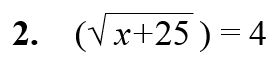 2. (√x+25) = 4